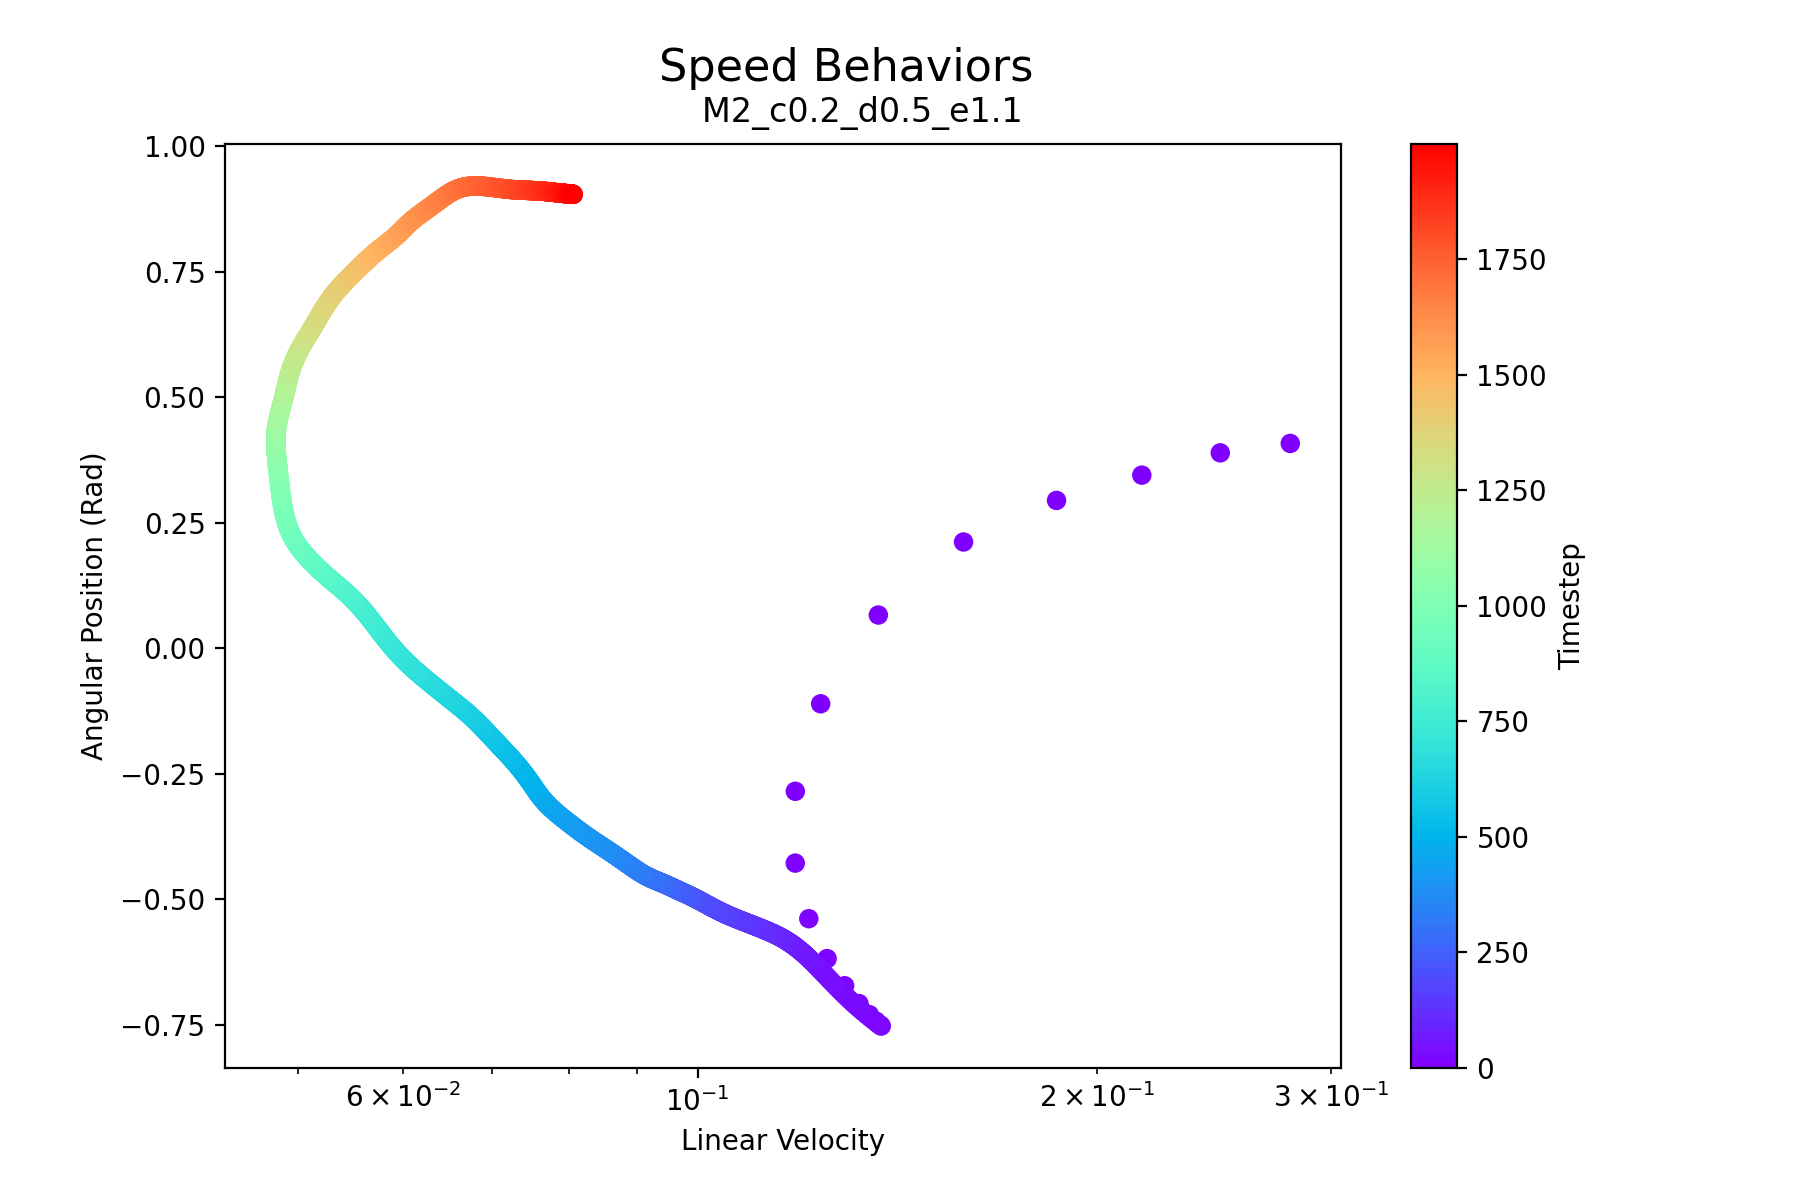 Speed Behaviors
M2_c0.2_d0.5_e1.1
1.00
0.75
0.50
0.25
0.00
−0.25
−0.50
−0.75
Angular Position (Rad)
6 × 10⁻²
10⁻¹
2 × 10⁻¹
3 × 10⁻¹
Linear Velocity
1750
1500
1250
1000
750
500
250
0
Timestep